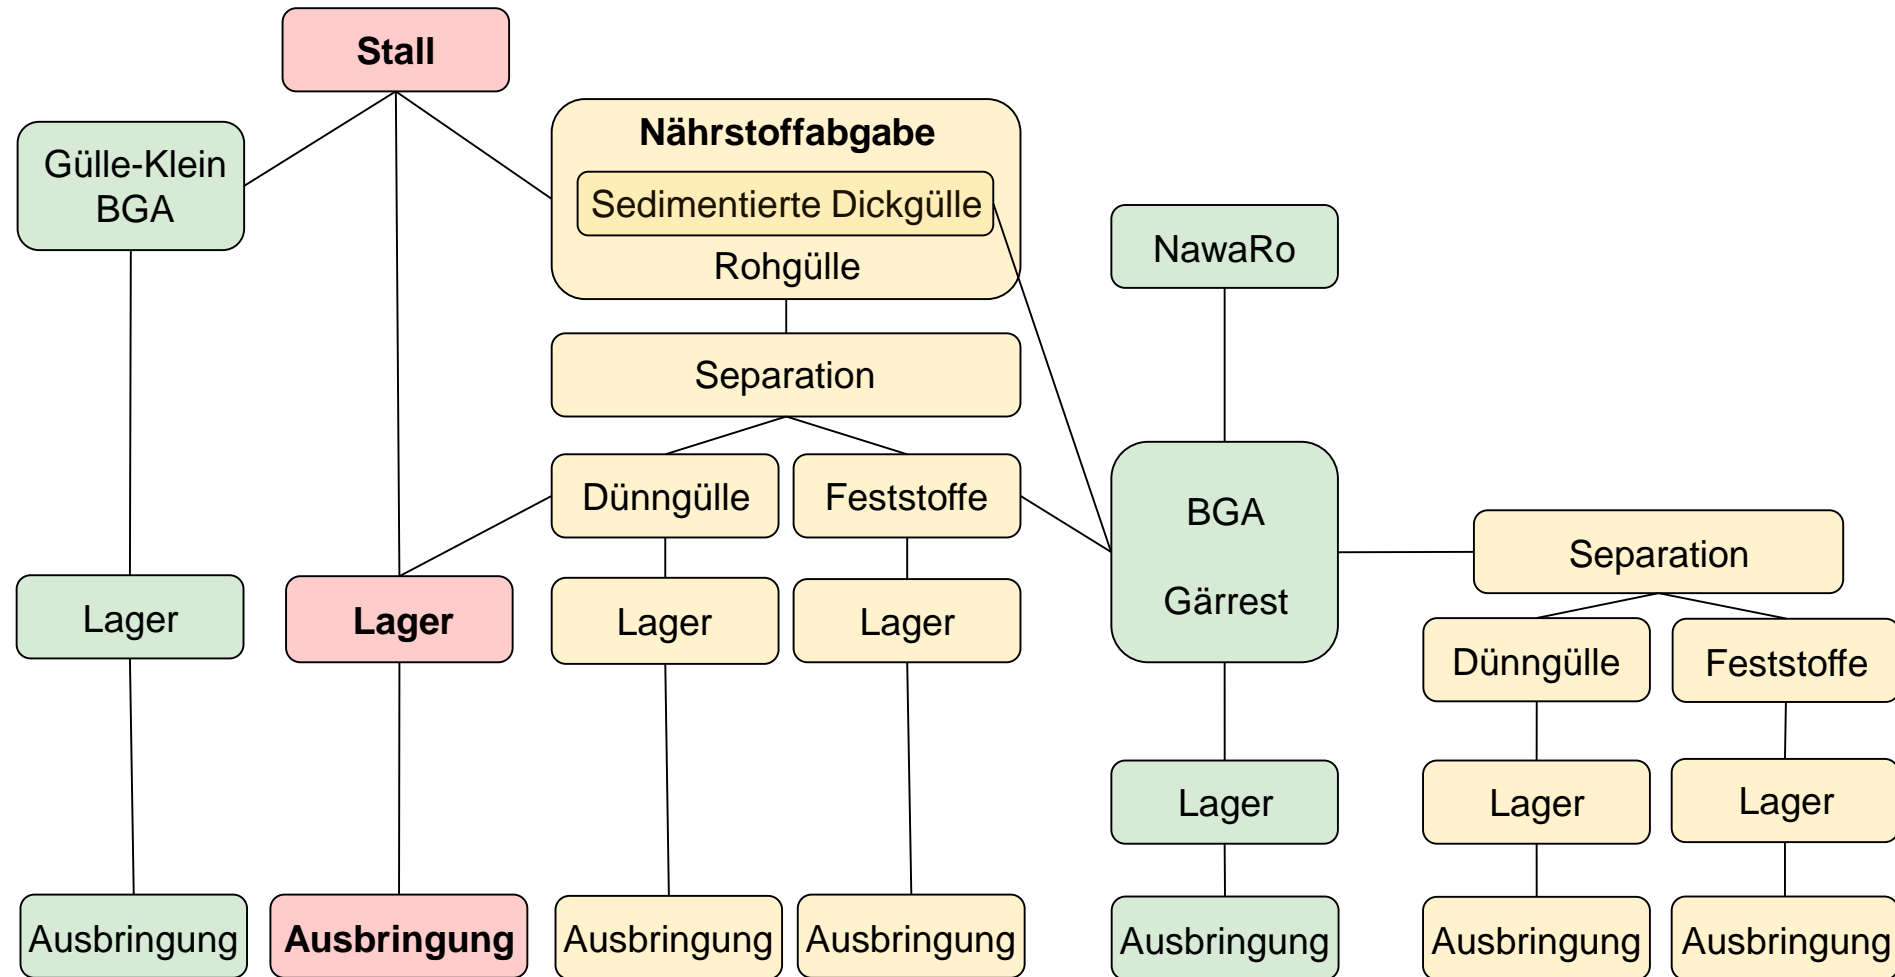 Stall
Gülle-Klein
BGA
Nährstoffabgabe
Sedimentierte Dickgülle
Rohgülle
NawaRo
Separation
Dünngülle
Feststoffe
BGA
Gärrest
Separation
Lager
Lager
Lager
Lager
Dünngülle
Feststoffe
Lager
Lager
Lager
Ausbringung
Ausbringung
Ausbringung
Ausbringung
Ausbringung
Ausbringung
Ausbringung